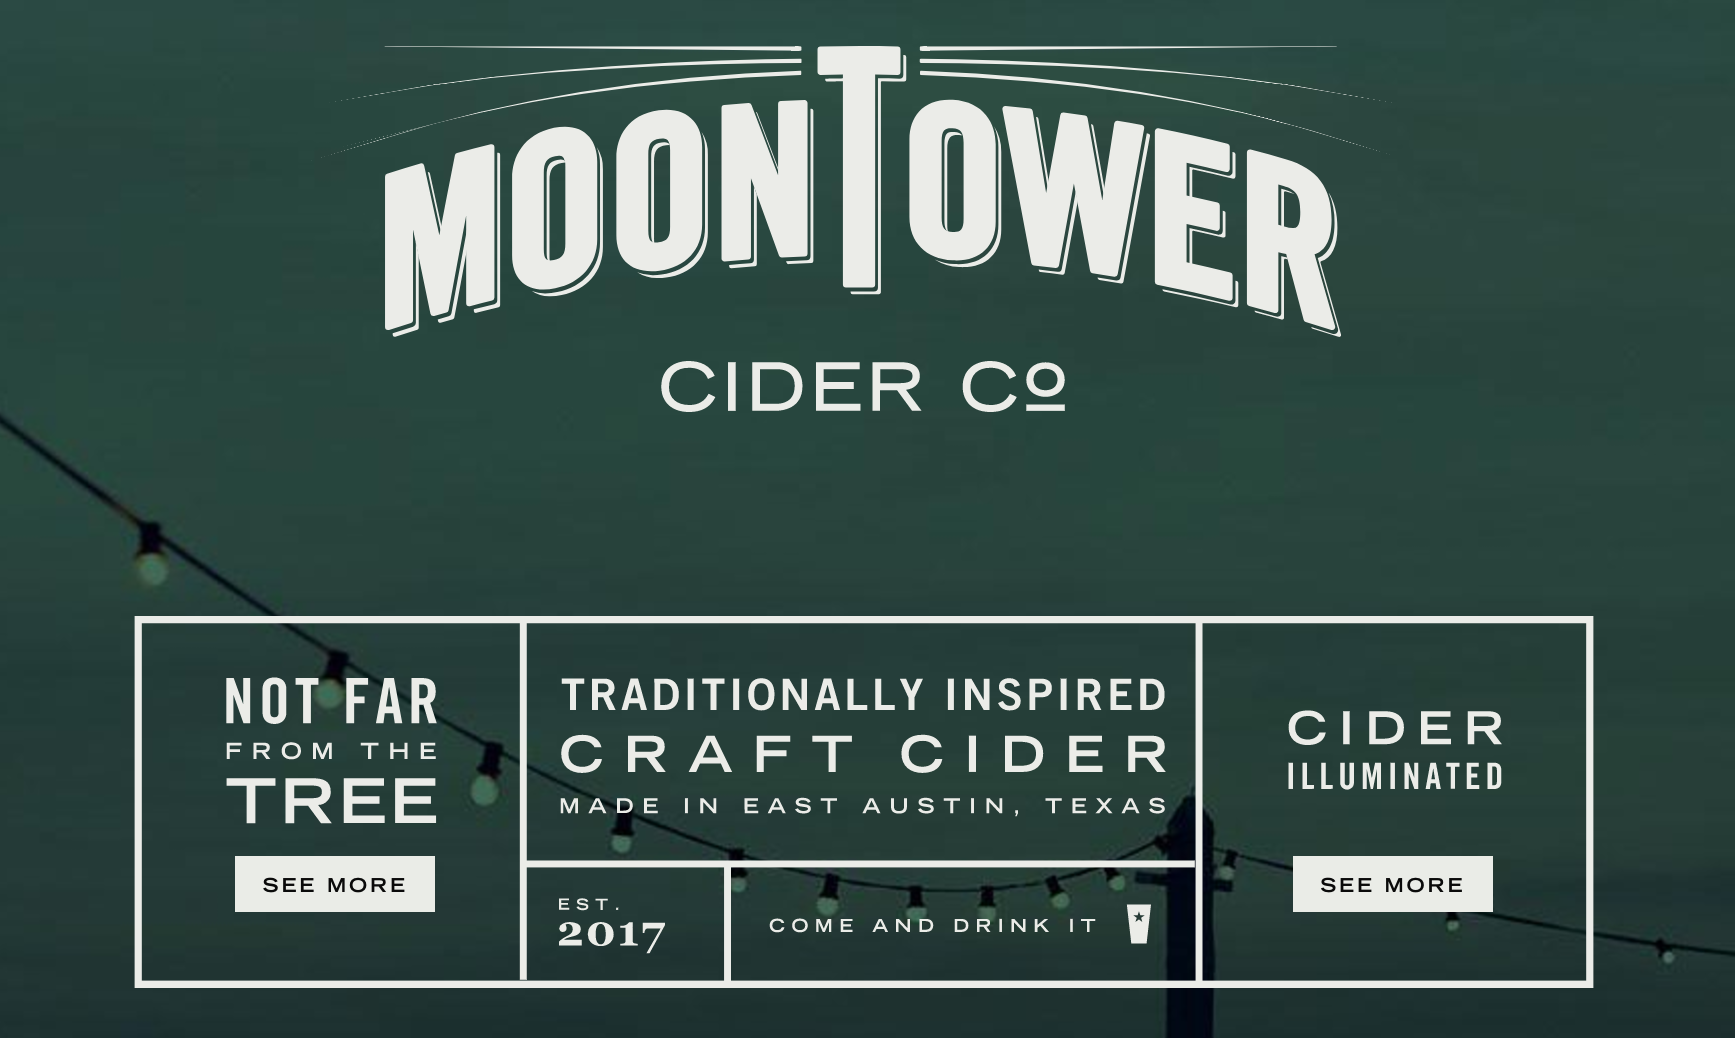 MOONTOWER
CIDER Cº
NOT FAR
FROM THE
TREE
SEE MORE
TRADITIONALLY INSPIRED
CRAFT CIDER
MADE IN EAST AUSTIN, TEXAS
EST.
2017
COME AND DRINK IT
CIDER
ILLUMINATED
SEE MORE